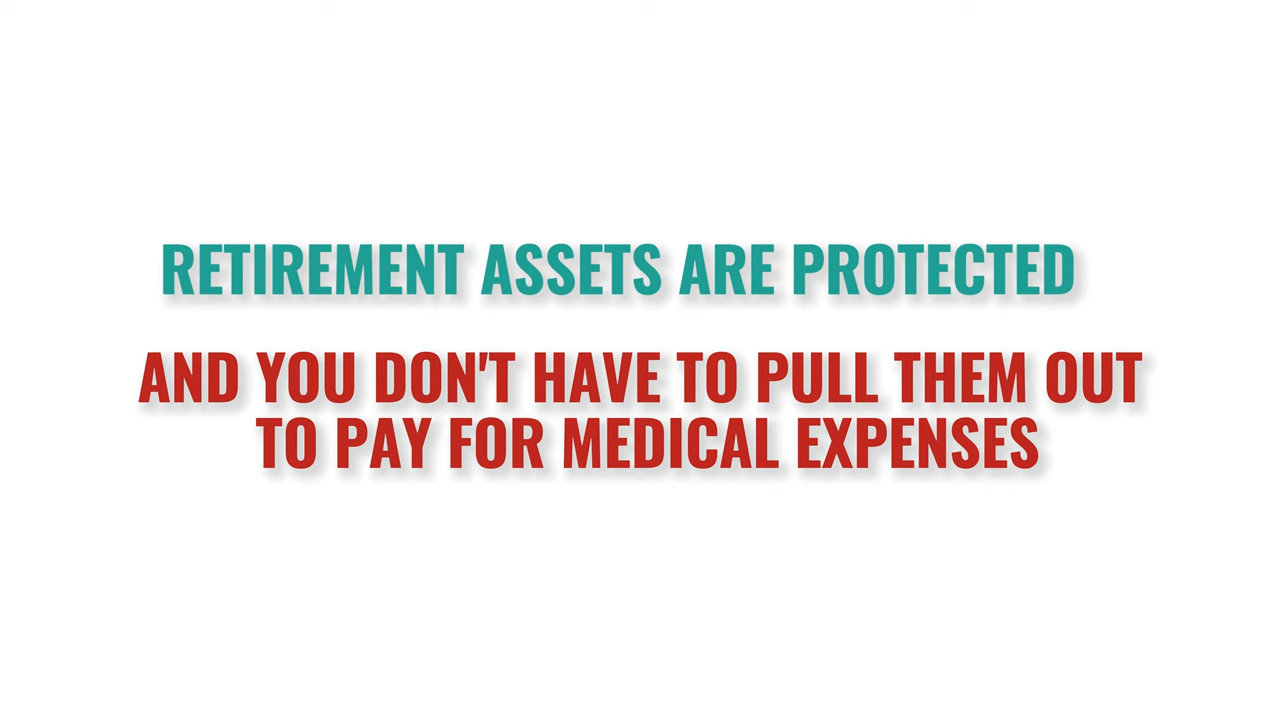 RETIREMENT ASSETS ARE PROTECTED
AND YOU DON'T HAVE TO PULL THEM OUT
TO PAY FOR MEDICAL EXPENSES